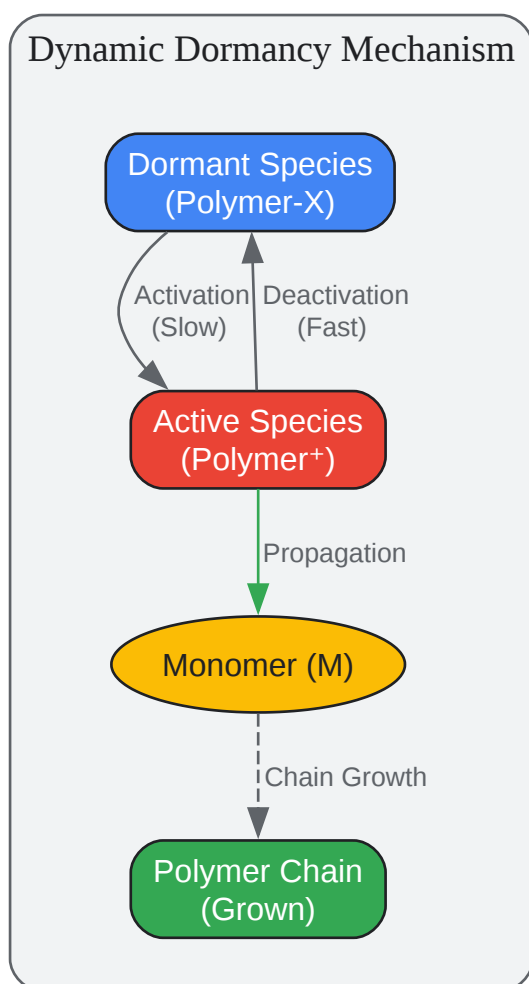 Dynamic Dormancy Mechanism
Dormant Species
(Polymer-X)
Activation
(Slow)
Deactivation
(Fast)
Active Species
(Polymer⁺)
Propagation
Monomer (M)
Chain Growth
Polymer Chain
(Grown)